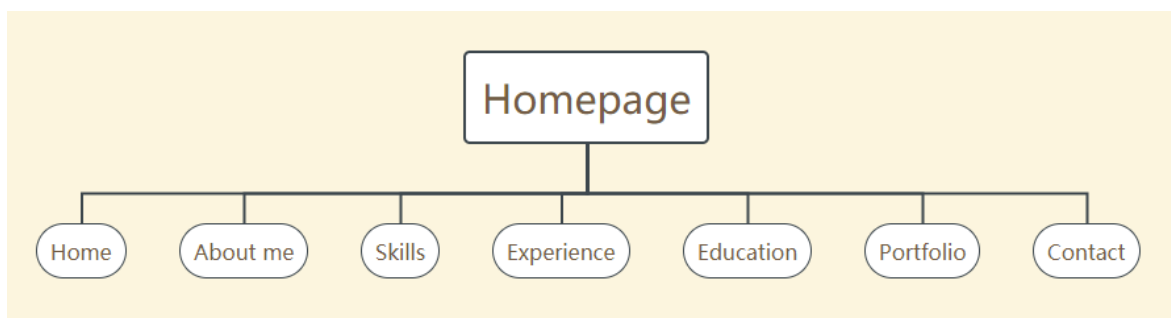 Homepage
Home
About me
Skills
Experience
Education
Portfolio
Contact